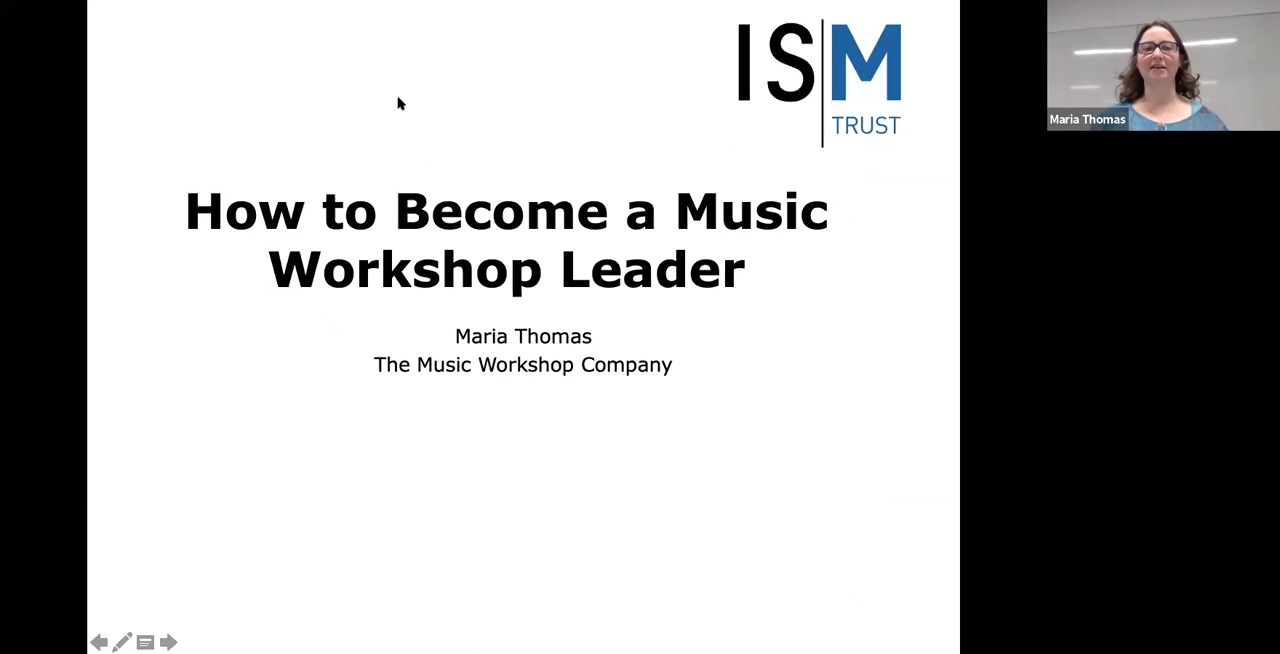 ISM
TRUST
Maria Thomas
How to Become a Music
Workshop Leader
Maria Thomas
The Music Workshop Company